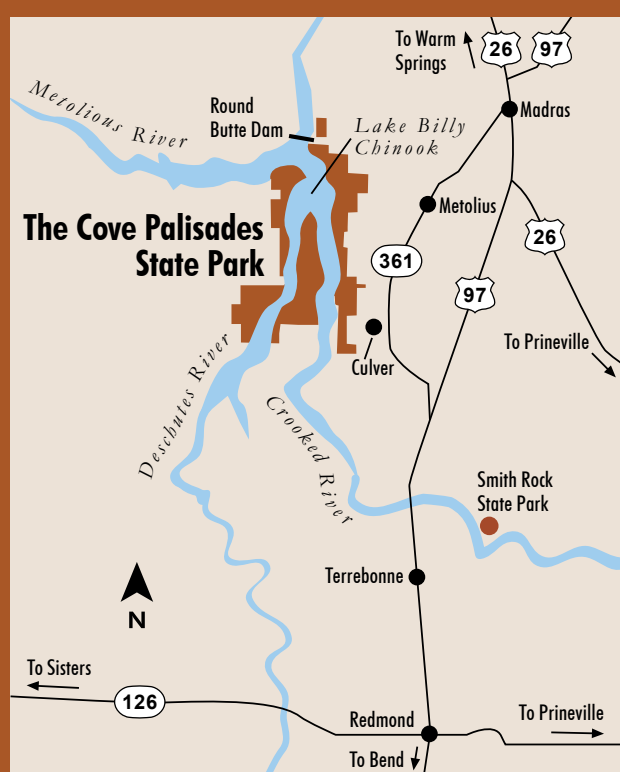 To Warm
Springs
26
97
Metolious River
Round
Butte Dam
Lake Billy
Chinook
Madras
Metolius
The Cove Palisades
State Park
361
26
97
To Prineville
Culver
Deschutes River
Crooked River
Smith Rock
State Park
Terrebonne
N
To Sisters
126
Redmond
To Prineville
To Bend